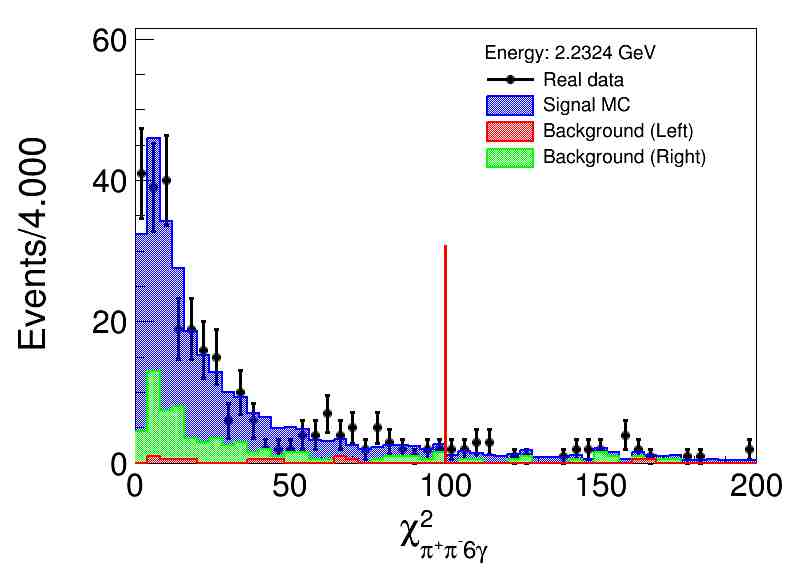 Energy: 2.2324 GeV
Real data
Signal MC
Background (Left)
Background (Right)
Events/4.000
60
40
20
0
0 50 100 150 200
χ²π⁺π⁻6γ